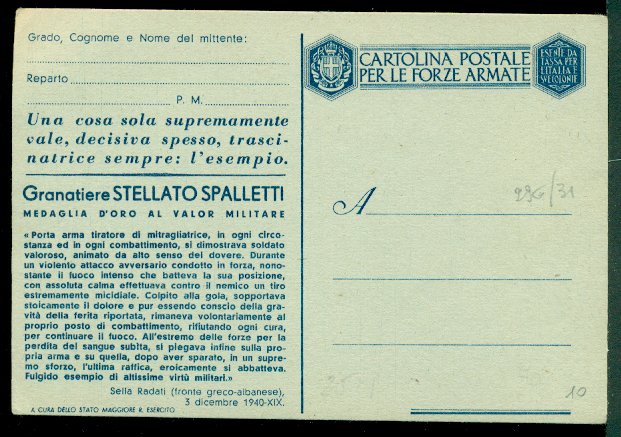 Grado, Cognome e Nome del mittente:
Reparto
P. M.
Una cosa sola supremamente
vale, decisiva spesso, trasci-
natrice sempre: l'esempio.
Granatiere STELLATO SPALLETTI
MEDAGLIA D'ORO AL VALOR MILITARE
«Porta arma tiratore di mitragliatrice, in ogni circo-
stanza ed in ogni combattimento, si dimostrava soldato
valoroso, animato da alto senso del dovere. Durante
un violento attacco avversario condotto in forza, nono-
stante il fuoco intenso che batteva la sua posizione,
con assoluta calma effettuava contro il nemico un tiro
estremamente micidiale. Colpito alla gola, sopportava
stoicamente il dolore e pur essendo conscio della gra-
vità della ferita riportata, rimaneva volontariamente al
proprio posto di combattimento, rifiutando ogni cura,
per continuare il fuoco. All'estremo delle forze per la
perdita del sangue subita, si piegava infine sulla pro-
pria arma e su quella, dopo aver sparato, in un supre-
mo sforzo, l'ultima raffica, eroicamente si abbatteva.
Fulgido esempio di altissime virtù militari.»
Sella Radati (fronte greco-albanese),
3 dicembre 1940-XIX.
A CURA DELLO STATO MAGGIORE R. ESERCITO
CARTOLINA POSTALE
PER LE FORZE ARMATE
ESENTE DA
TASSA PER
L'ITALIA E
SUE COLONIE
A
10